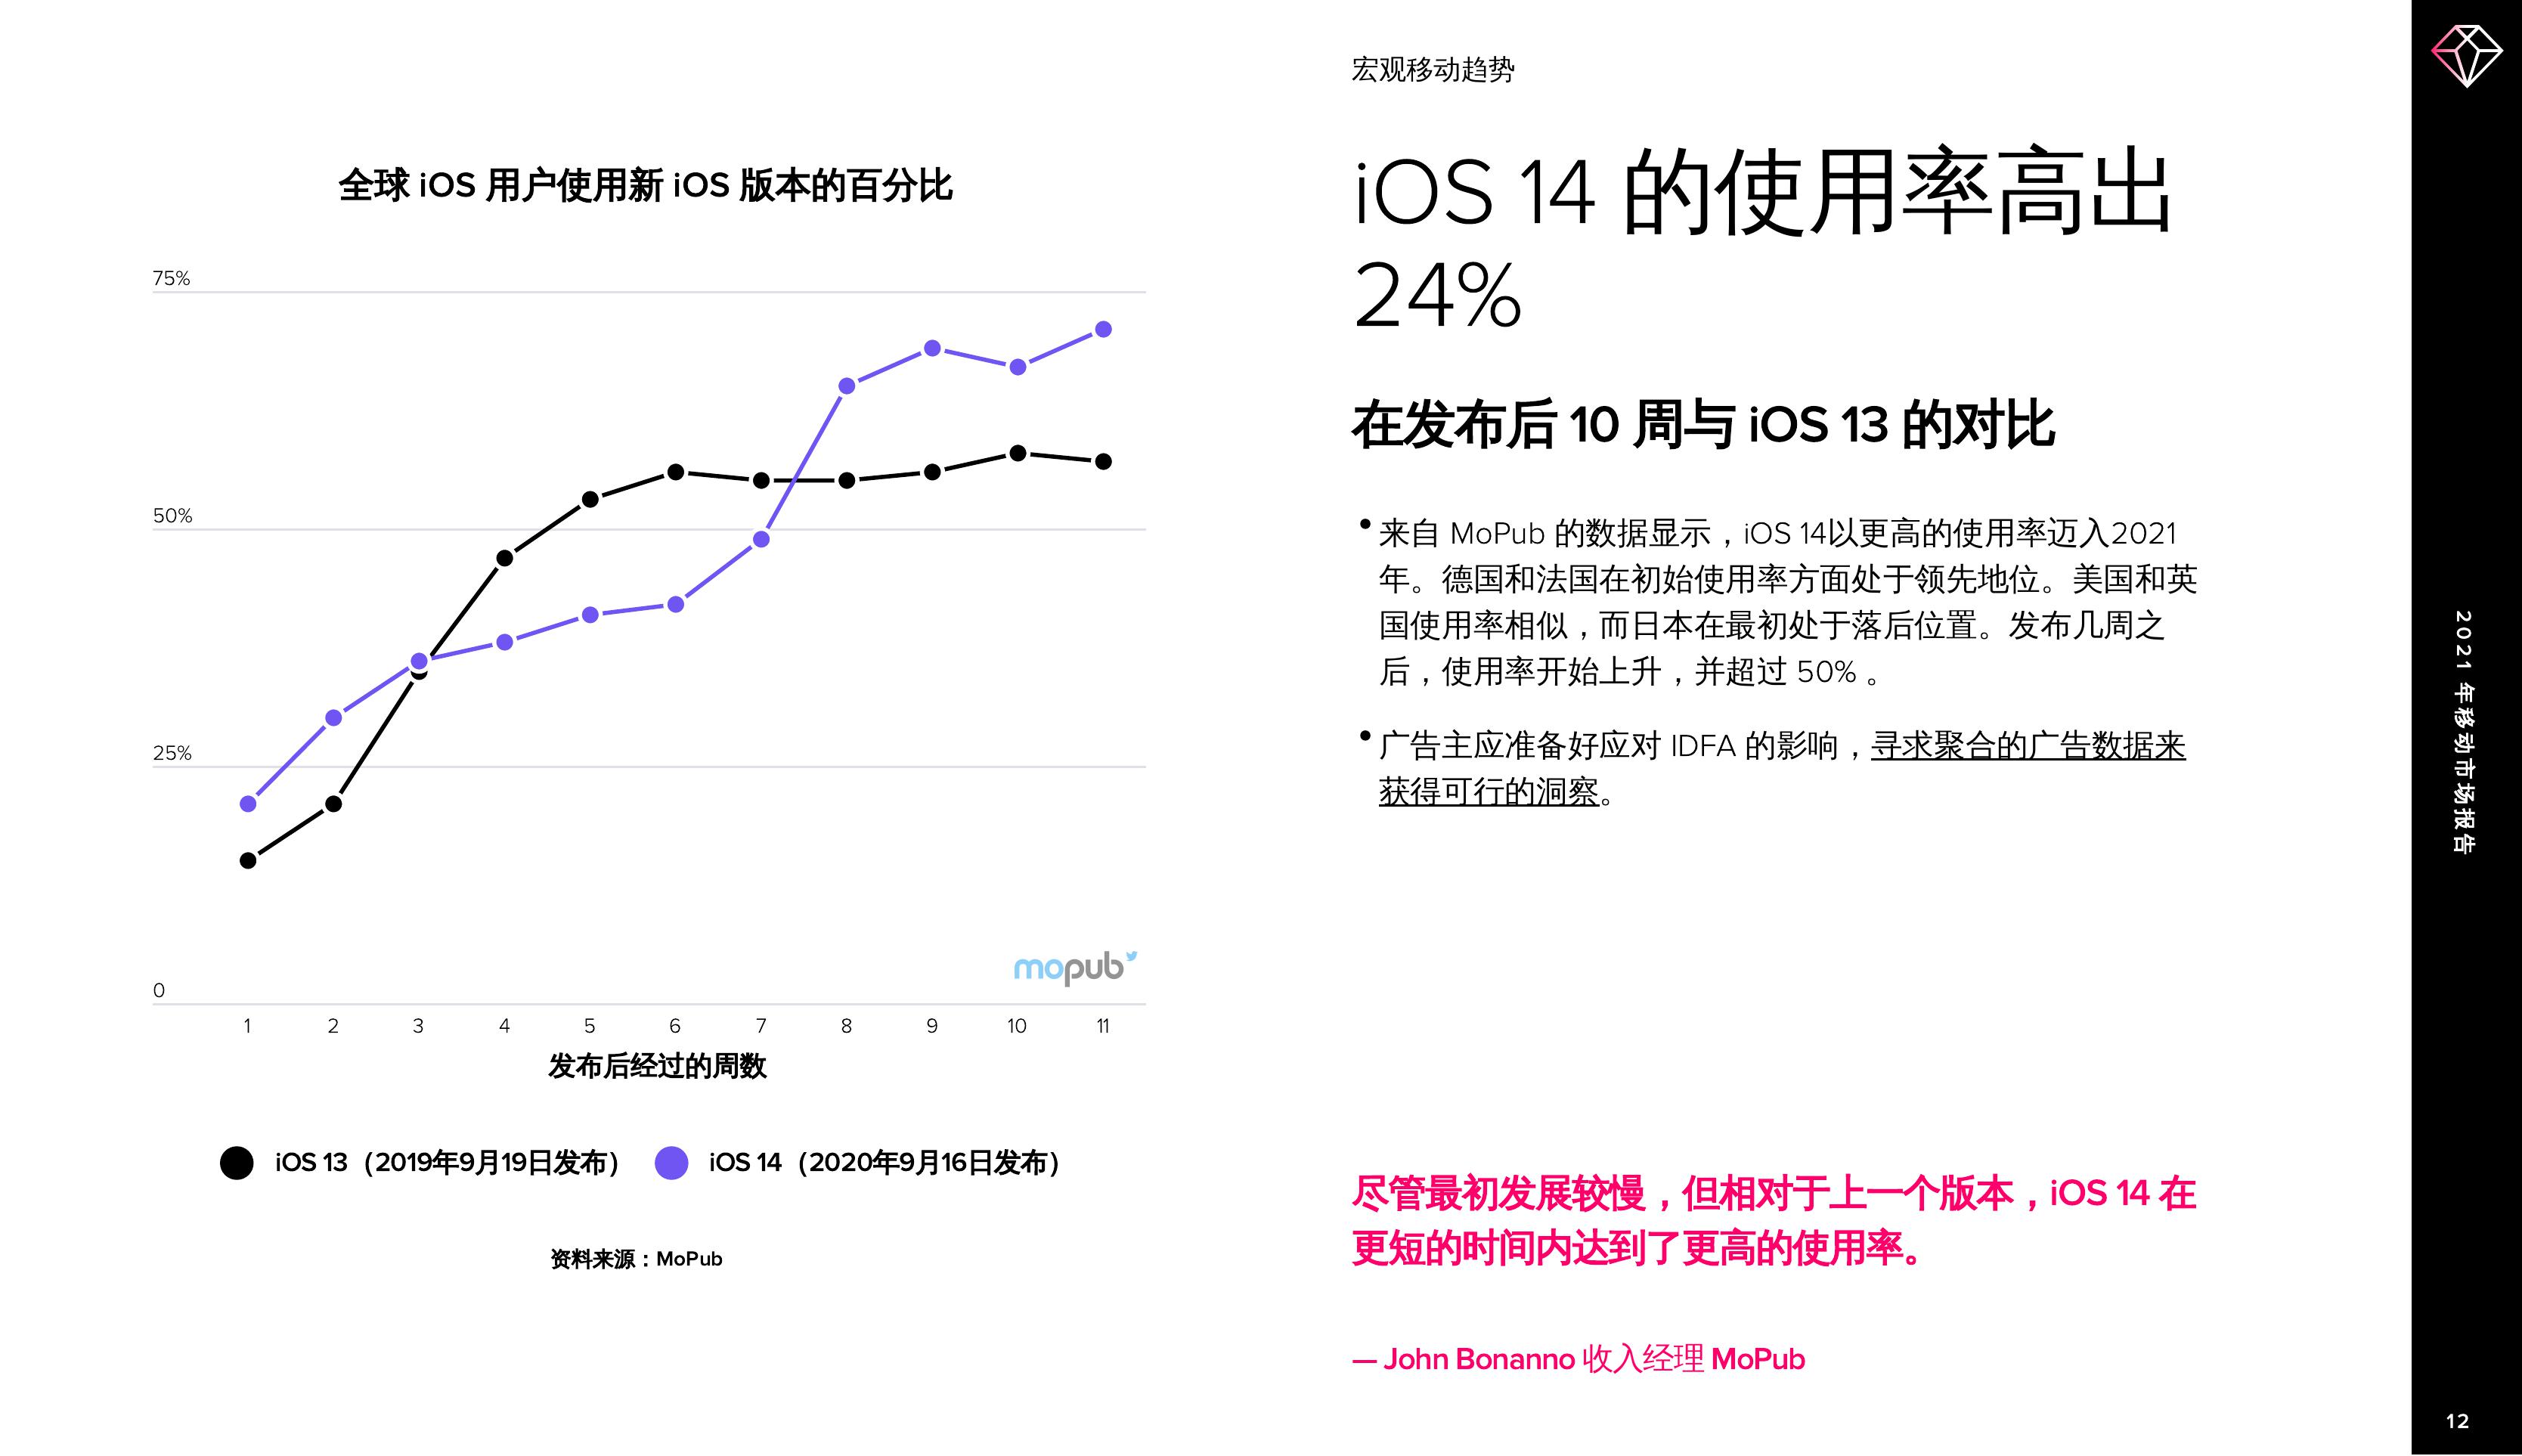 全球 iOS 用户使用新 iOS 版本的百分比
75%
50%
25%
0
mopub
1 2 3 4 5 6 7 8 9 10 11
发布后经过的周数
iOS 13（2019年9月19日发布） iOS 14（2020年9月16日发布）
资料来源：MoPub
宏观移动趋势
iOS 14 的使用率高出
24%
在发布后 10 周与 iOS 13 的对比
• 来自 MoPub 的数据显示，iOS 14以更高的使用率迈入2021
年。德国和法国在初始使用率方面处于领先地位。美国和英
国使用率相似，而日本在最初处于落后位置。发布几周之
后，使用率开始上升，并超过 50% 。
• 广告主应准备好应对 IDFA 的影响，寻求聚合的广告数据来
获得可行的洞察。
尽管最初发展较慢，但相对于上一个版本，iOS 14 在
更短的时间内达到了更高的使用率。
— John Bonanno 收入经理 MoPub
2021 年移动市场报告
12